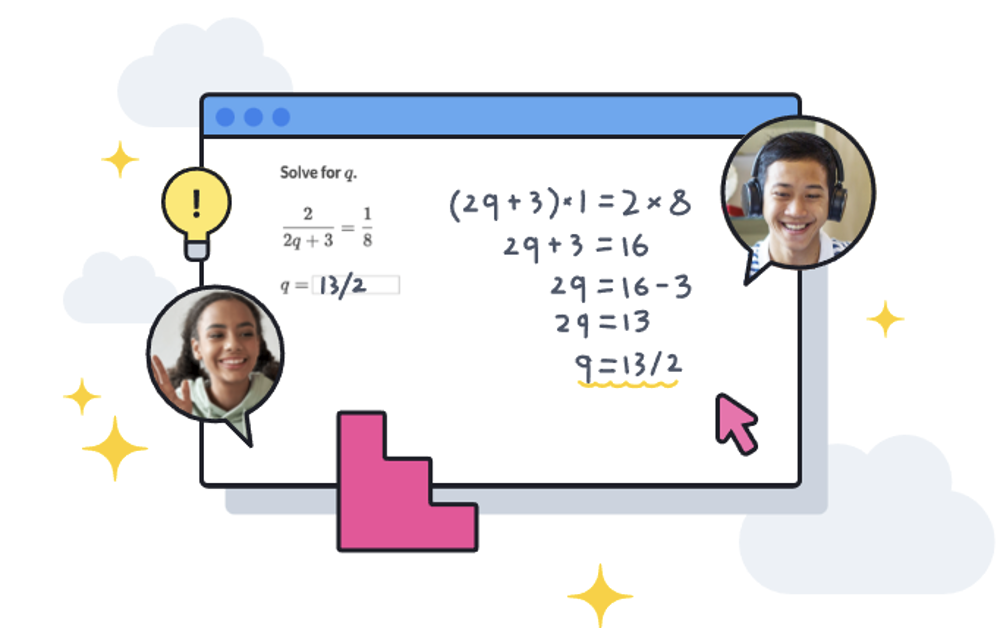 !
Solve for q.
2/(2q + 3) = 1/8
q = 13/2
(2q+3)×1=2×8
2q+3=16
2q=16-3
2q=13
q=13/2